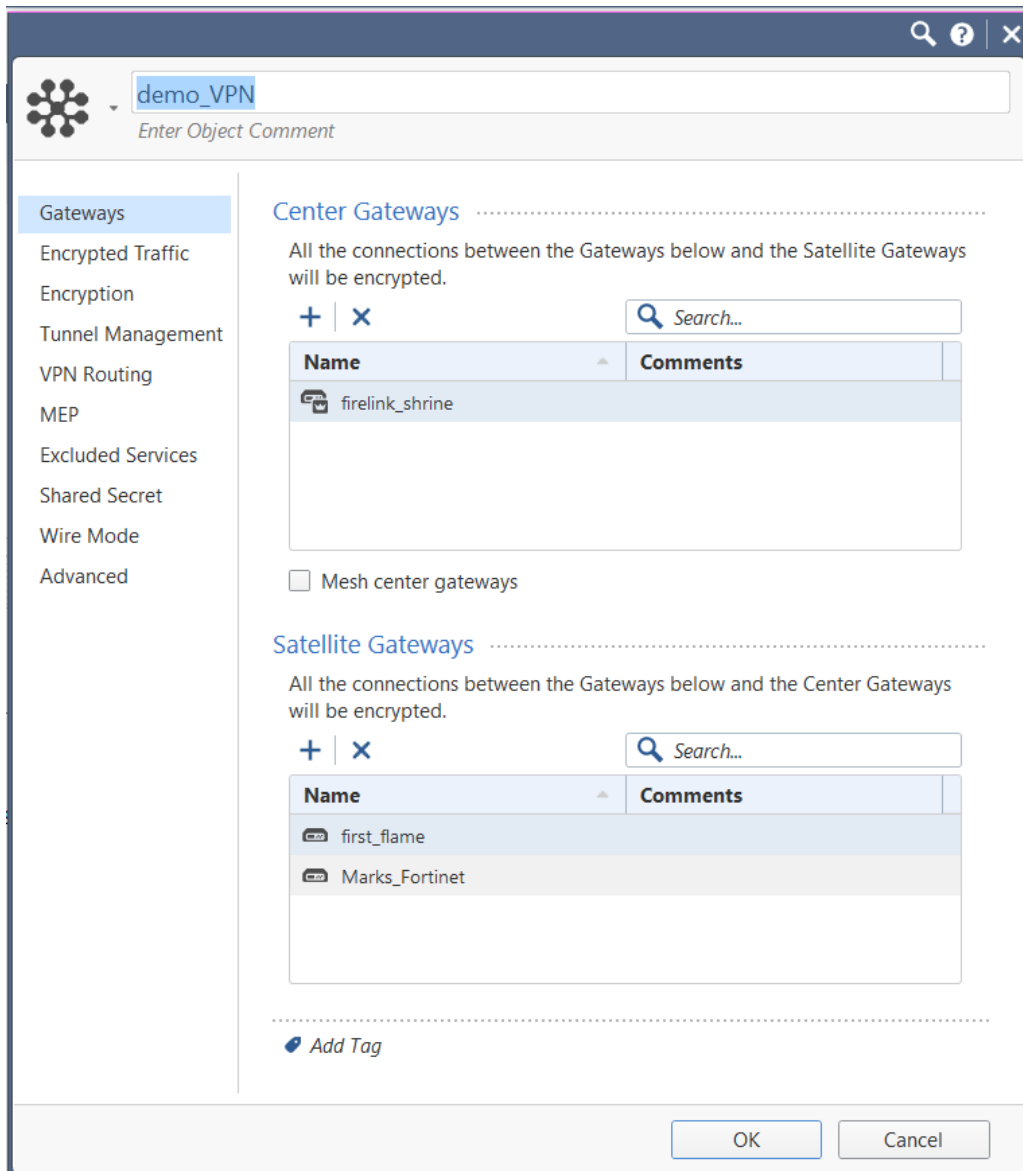 demo_VPN
Enter Object Comment
Gateways
Encrypted Traffic
Encryption
Tunnel Management
VPN Routing
MEP
Excluded Services
Shared Secret
Wire Mode
Advanced
Center Gateways
All the connections between the Gateways below and the Satellite Gateways
will be encrypted.
Search...
Name Comments
firelink_shrine
Mesh center gateways
Satellite Gateways
All the connections between the Gateways below and the Center Gateways
will be encrypted.
Search...
Name Comments
first_flame
Marks_Fortinet
Add Tag
OK Cancel